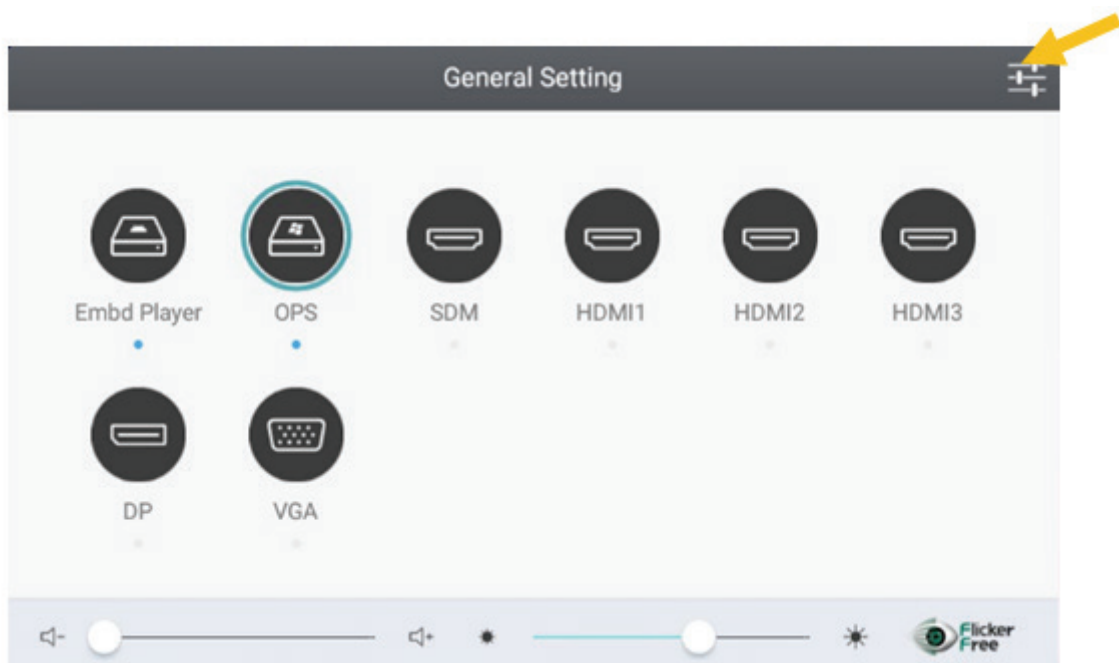 General Setting
Embd Player
OPS
SDM
HDMI1
HDMI2
HDMI3
DP
VGA
Flicker
Free